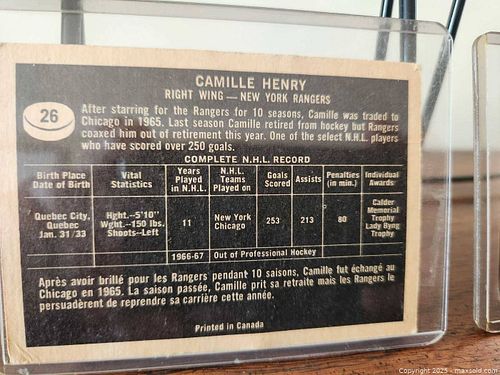 CAMILLE HENRY
RIGHT WING — NEW YORK RANGERS
26
After starring for the Rangers for 10 seasons, Camille was traded to
Chicago in 1965. Last season Camille retired from hockey but Rangers
coaxed him out of retirement this year. One of the select N.H.L. players
who have scored over 250 goals.
COMPLETE N.H.L. RECORD
Birth Place Vital Years N.H.L. Goals Assists Penalties Individual
Date of Birth Statistics Played Teams Scored (in min.) Awards
in N.H.L. Played on
Quebec City, Hght.–5'10" 11 New York 253 213 80 Calder
Quebec Wght.–150 lbs. Chicago Memorial
Jan. 31/33 Shoots–Left Trophy
Lady Byng
Trophy
1966-67 Out of Professional Hockey
Après avoir brillé pour les Rangers pendant 10 saisons, Camille fut échangé au
Chicago en 1965. La saison passée, Camille prit sa retraite mais les Rangers le
persuadèrent de reprendre sa carrière cette année.
Printed in Canada
Copyright 2025 - maxsold.com